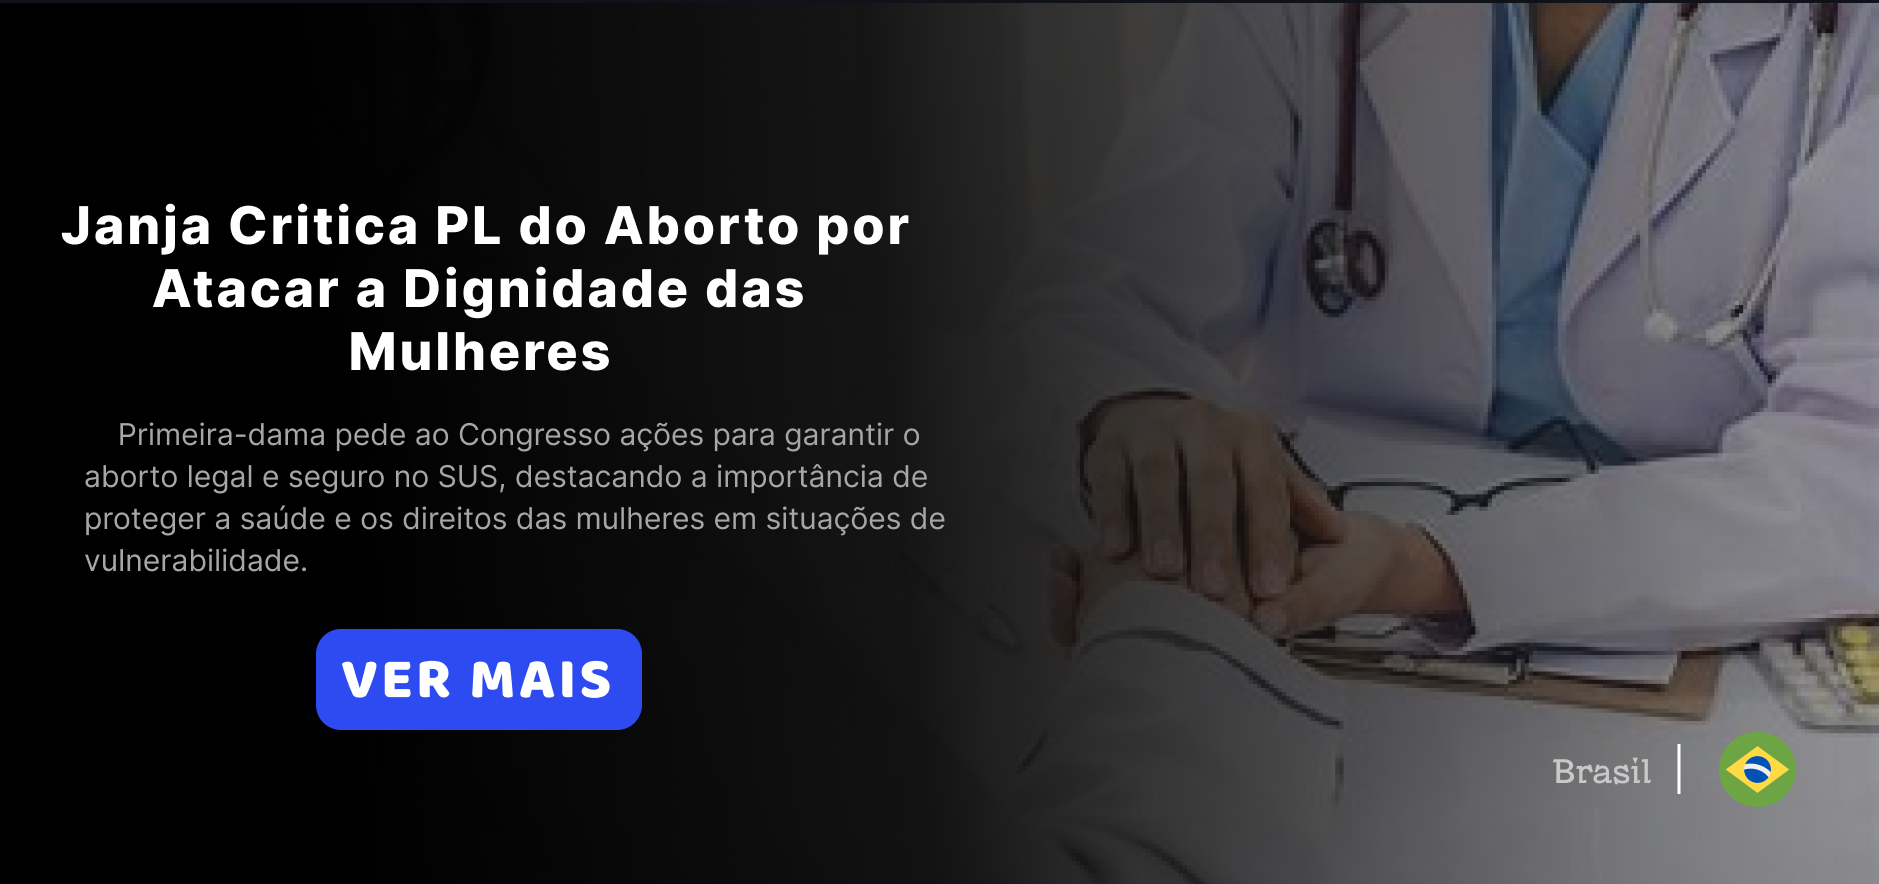 Janja Critica PL do Aborto por
Atacar a Dignidade das
Mulheres
Primeira-dama pede ao Congresso ações para garantir o
aborto legal e seguro no SUS, destacando a importância de
proteger a saúde e os direitos das mulheres em situações de
vulnerabilidade.
VER MAIS
Brasil